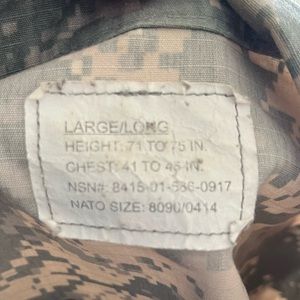 LARGE/LONG
HEIGHT: 71 TO 75 IN.
CHEST: 41 TO 45 IN.
NSN#: 8415-01-586-0917
NATO SIZE: 8090/0414